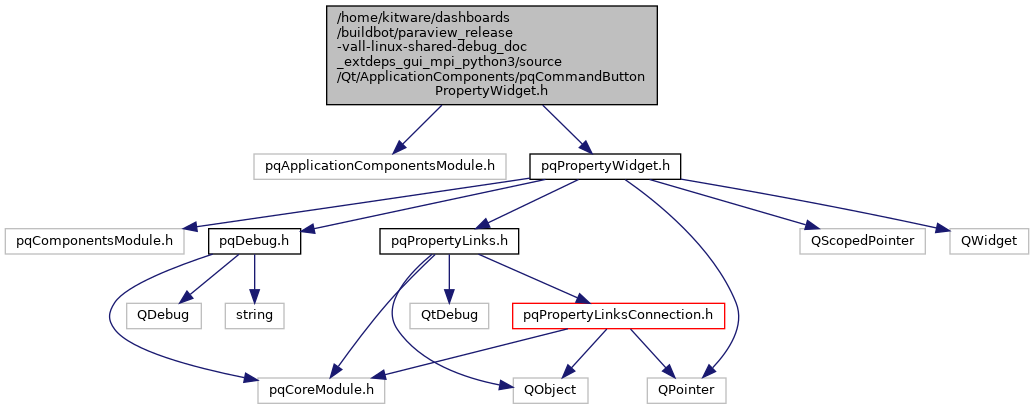 /home/kitware/dashboards
/buildbot/paraview_release
-vall-linux-shared-debug_doc
_extdeps_gui_mpi_python3/source
/Qt/ApplicationComponents/pqCommandButton
PropertyWidget.h
pqApplicationComponentsModule.h
pqPropertyWidget.h
pqComponentsModule.h
pqDebug.h
pqPropertyLinks.h
QScopedPointer
QWidget
QDebug
string
QtDebug
pqPropertyLinksConnection.h
pqCoreModule.h
QObject
QPointer